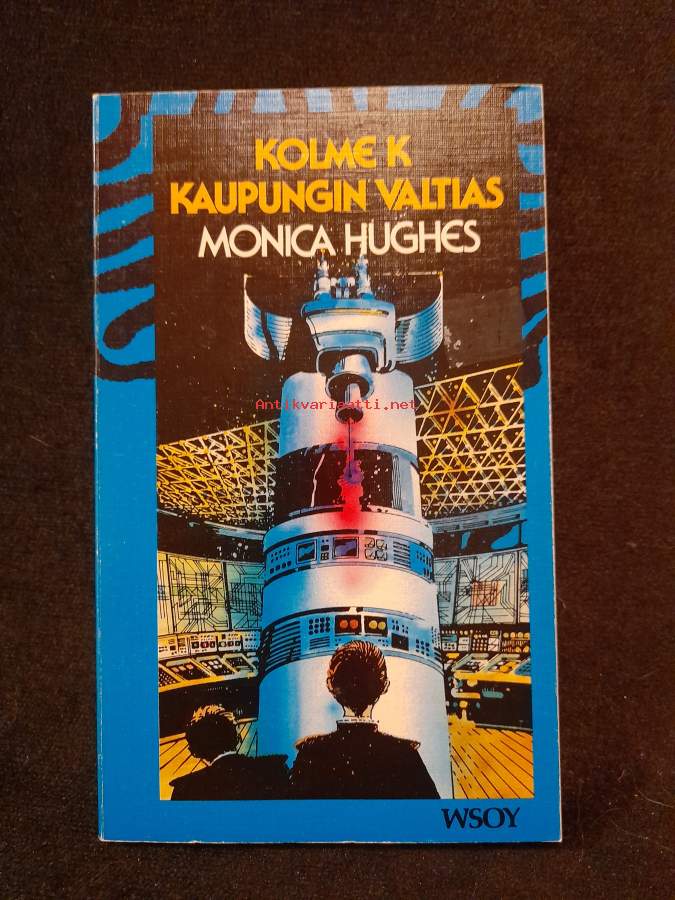 KOLME K
KAUPUNGIN VALTIAS
MONICA HUGHES
Antikvariaatti.net
WSOY